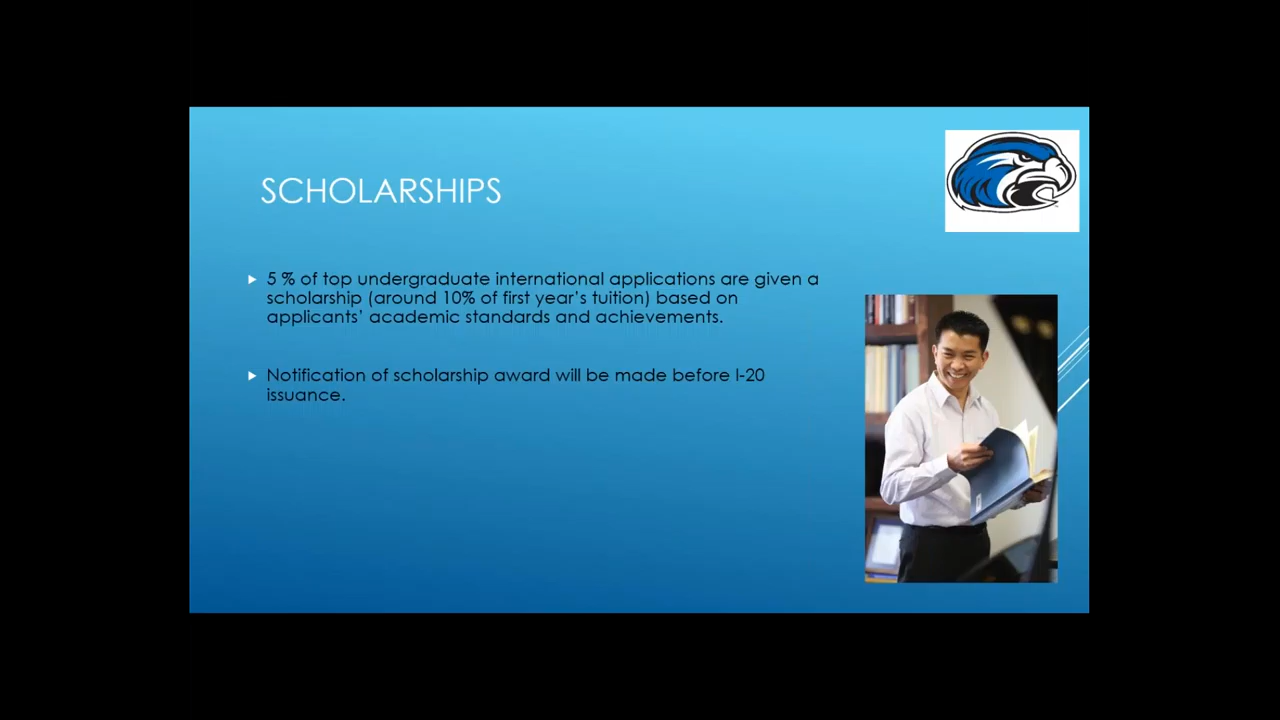 SCHOLARSHIPS
5 % of top undergraduate international applications are given a
scholarship (around 10% of first year's tuition) based on
applicants' academic standards and achievements.
Notification of scholarship award will be made before I-20
issuance.